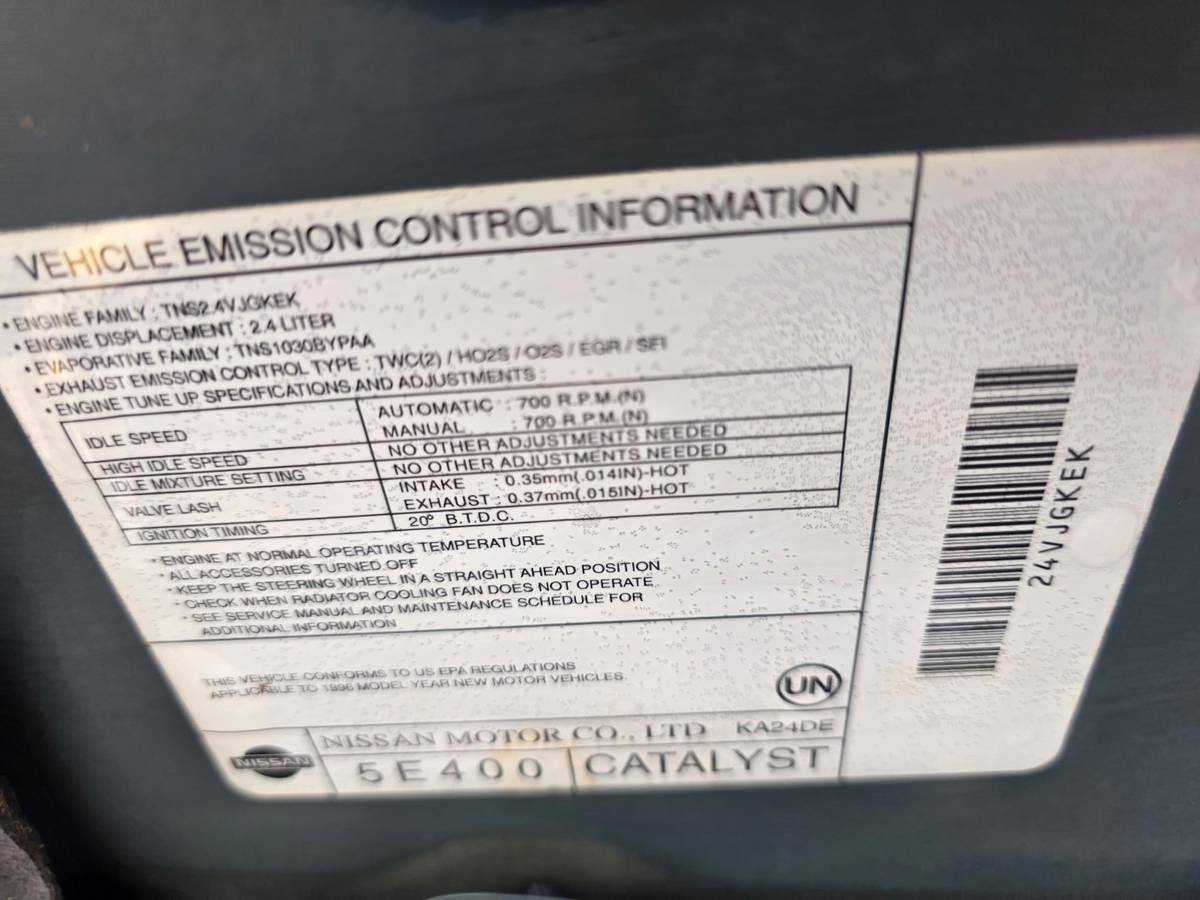 VEHICLE EMISSION CONTROL INFORMATION
• ENGINE FAMILY : TNS2.4VJGKEK
• ENGINE DISPLACEMENT : 2.4 LITER
• EVAPORATIVE FAMILY : TNS1030BYPAA
• EXHAUST EMISSION CONTROL TYPE : TWC(2) / HO2S / O2S / EGR / SFI
• ENGINE TUNE UP SPECIFICATIONS AND ADJUSTMENTS :
IDLE SPEED AUTOMATIC : 700 R.P.M.(N)
MANUAL : 700 R.P.M.(N)
HIGH IDLE SPEED NO OTHER ADJUSTMENTS NEEDED
IDLE MIXTURE SETTING NO OTHER ADJUSTMENTS NEEDED
VALVE LASH INTAKE : 0.35mm(.014IN)-HOT
EXHAUST : 0.37mm(.015IN)-HOT
IGNITION TIMING 20° B.T.D.C.
• ENGINE AT NORMAL OPERATING TEMPERATURE
• ALL ACCESSORIES TURNED OFF
• KEEP THE STEERING WHEEL IN A STRAIGHT AHEAD POSITION
• CHECK WHEN RADIATOR COOLING FAN DOES NOT OPERATE
• SEE SERVICE MANUAL AND MAINTENANCE SCHEDULE FOR
ADDITIONAL INFORMATION
THIS VEHICLE CONFORMS TO US EPA REGULATIONS
APPLICABLE TO 1996 MODEL YEAR NEW MOTOR VEHICLES.
UN
NISSAN
NISSAN MOTOR CO., LTD KA24DE
5E400 CATALYST
24VJGKEK